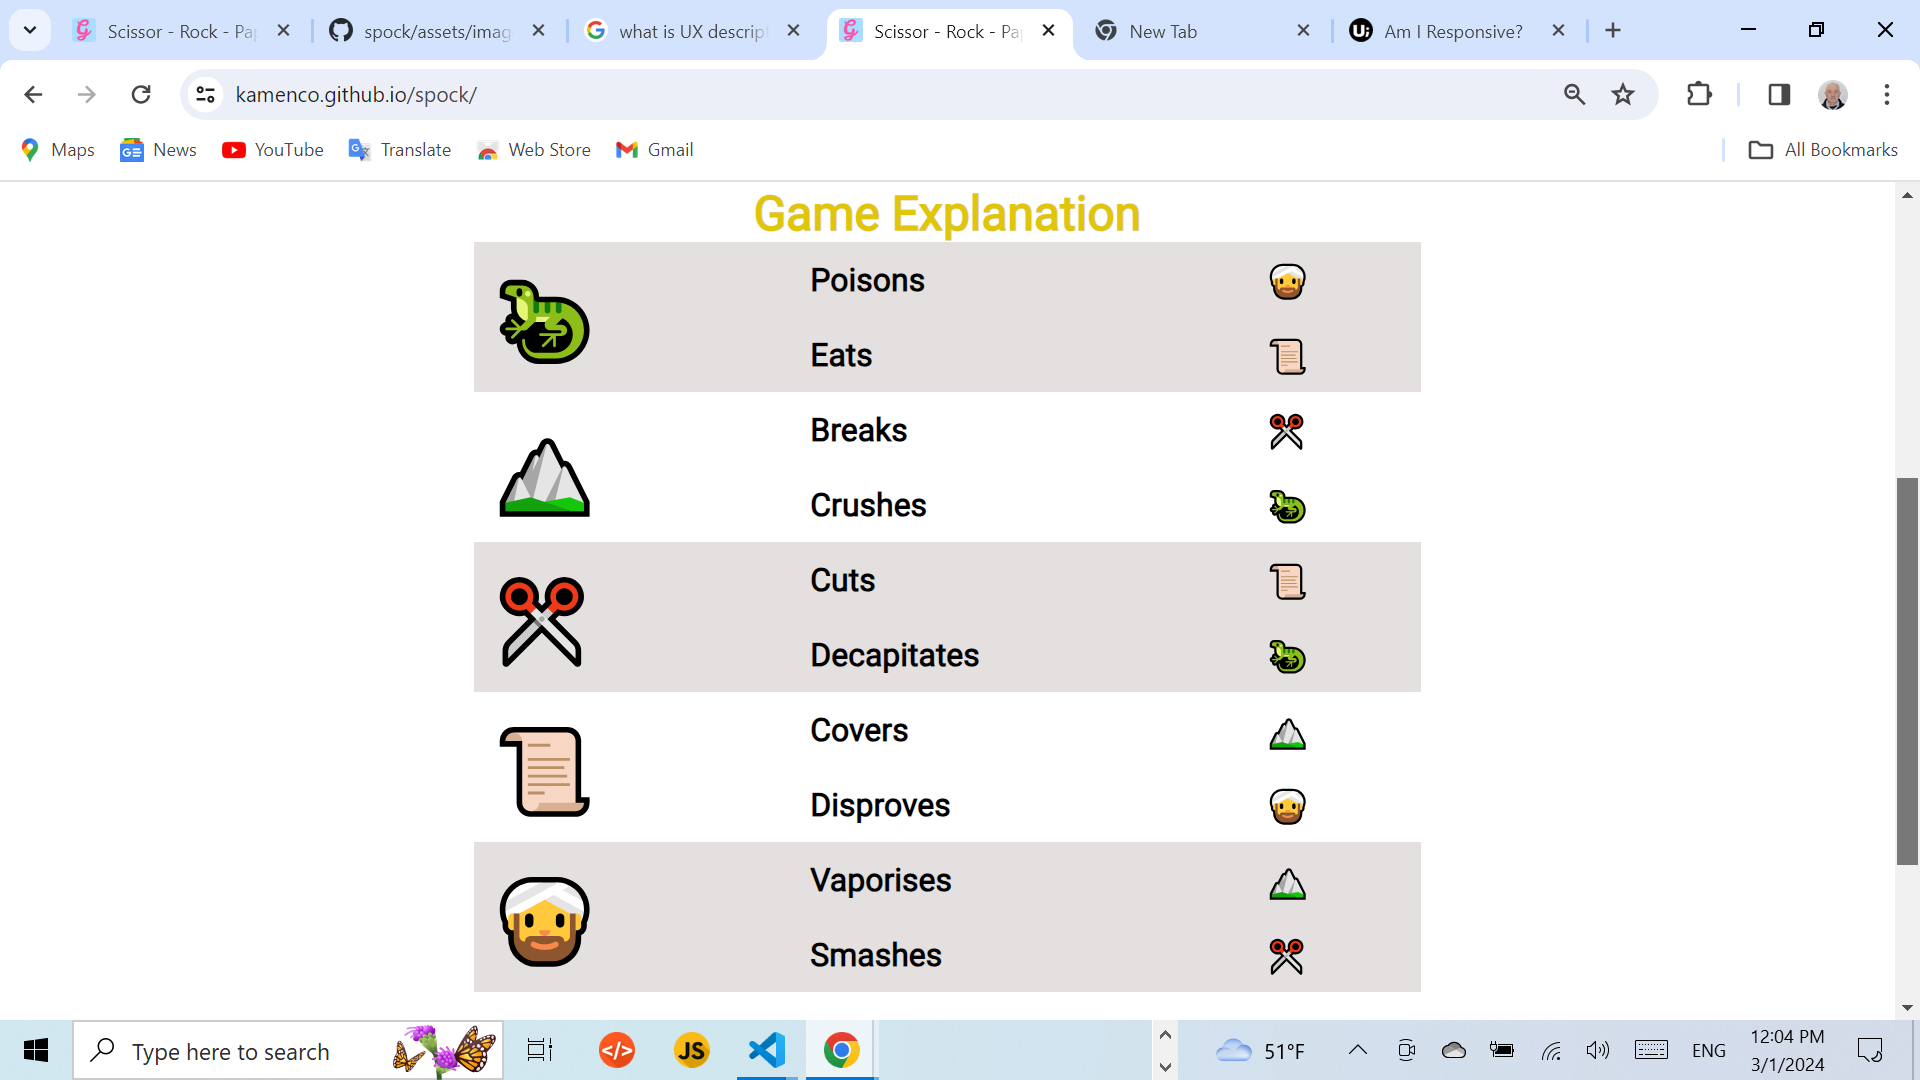 Scissor - Rock - Pap
spock/assets/imag
what is UX descript
Scissor - Rock - Pa
New Tab
Am I Responsive?
kamenco.github.io/spock/
Maps
News
YouTube
Translate
Web Store
Gmail
All Bookmarks
Game Explanation
Poisons
Eats
Breaks
Crushes
Cuts
Decapitates
Covers
Disproves
Vaporises
Smashes
Type here to search
JS
51°F
ENG
12:04 PM
3/1/2024